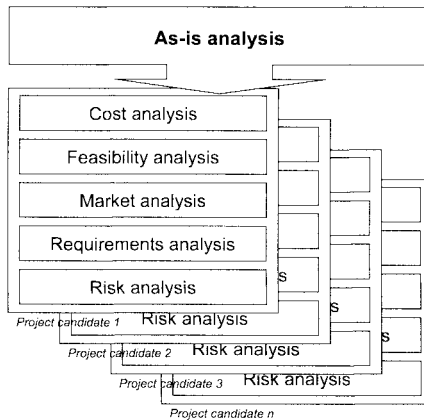 As-is analysis
Cost analysis
Feasibility analysis
Market analysis
Requirements analysis
s
Risk analysis
Project candidate 1
Risk analysis
s
Project candidate 2
Risk analysis
Project candidate 3
Risk analysis
Project candidate n